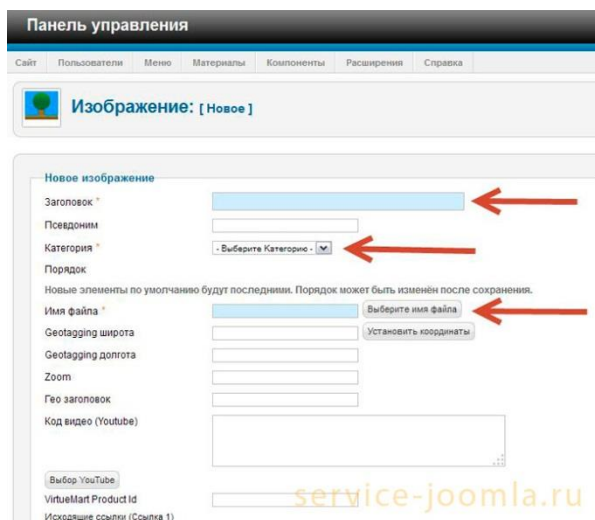 Панель управления
Сайт Пользователи Меню Материалы Компоненты Расширения Справка
Изображение: [ Новое ]
Новое изображение
Заголовок *
Псевдоним
Категория * - Выберите Категорию -
Порядок
Новые элементы по умолчанию будут последними. Порядок может быть изменён после сохранения.
Имя файла * Выберите имя файла
Geotagging широта Установить координаты
Geotagging долгота
Zoom
Гео заголовок
Код видео (Youtube)
Выбор YouTube
VirtueMart Product Id
service-joomla.ru
Исходящие ссылки (Ссылка 1)